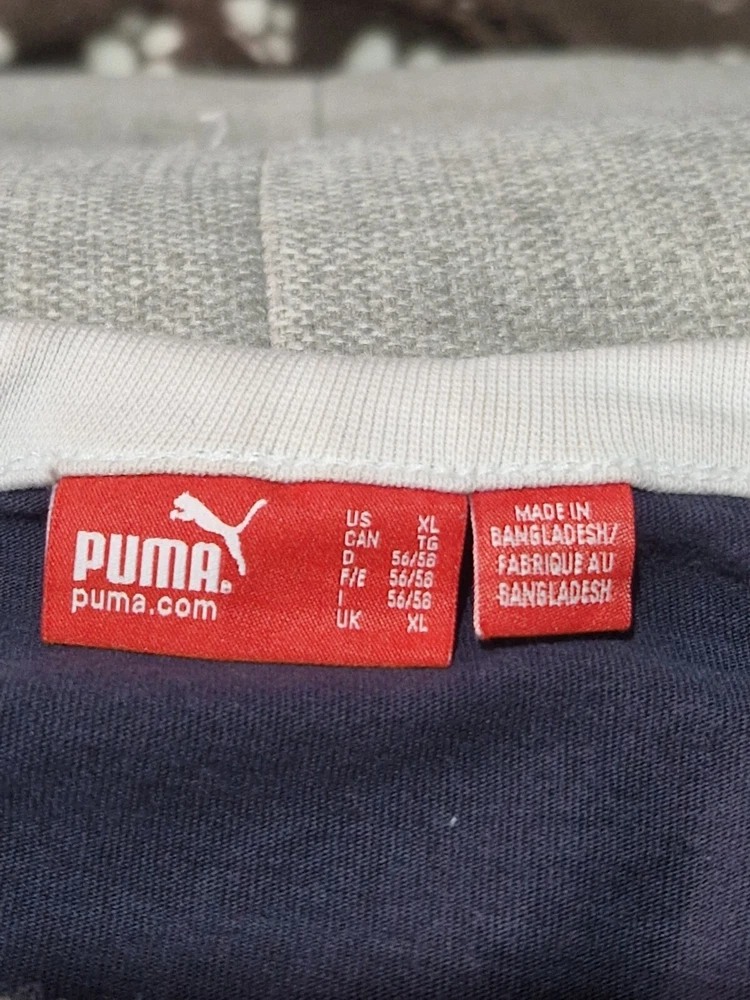 PUMA®
puma.com
US XL
CAN TG
D 56/58
F/E 56/58
I 56/58
UK XL
MADE IN
BANGLADESH/
FABRIQUE AU
BANGLADESH